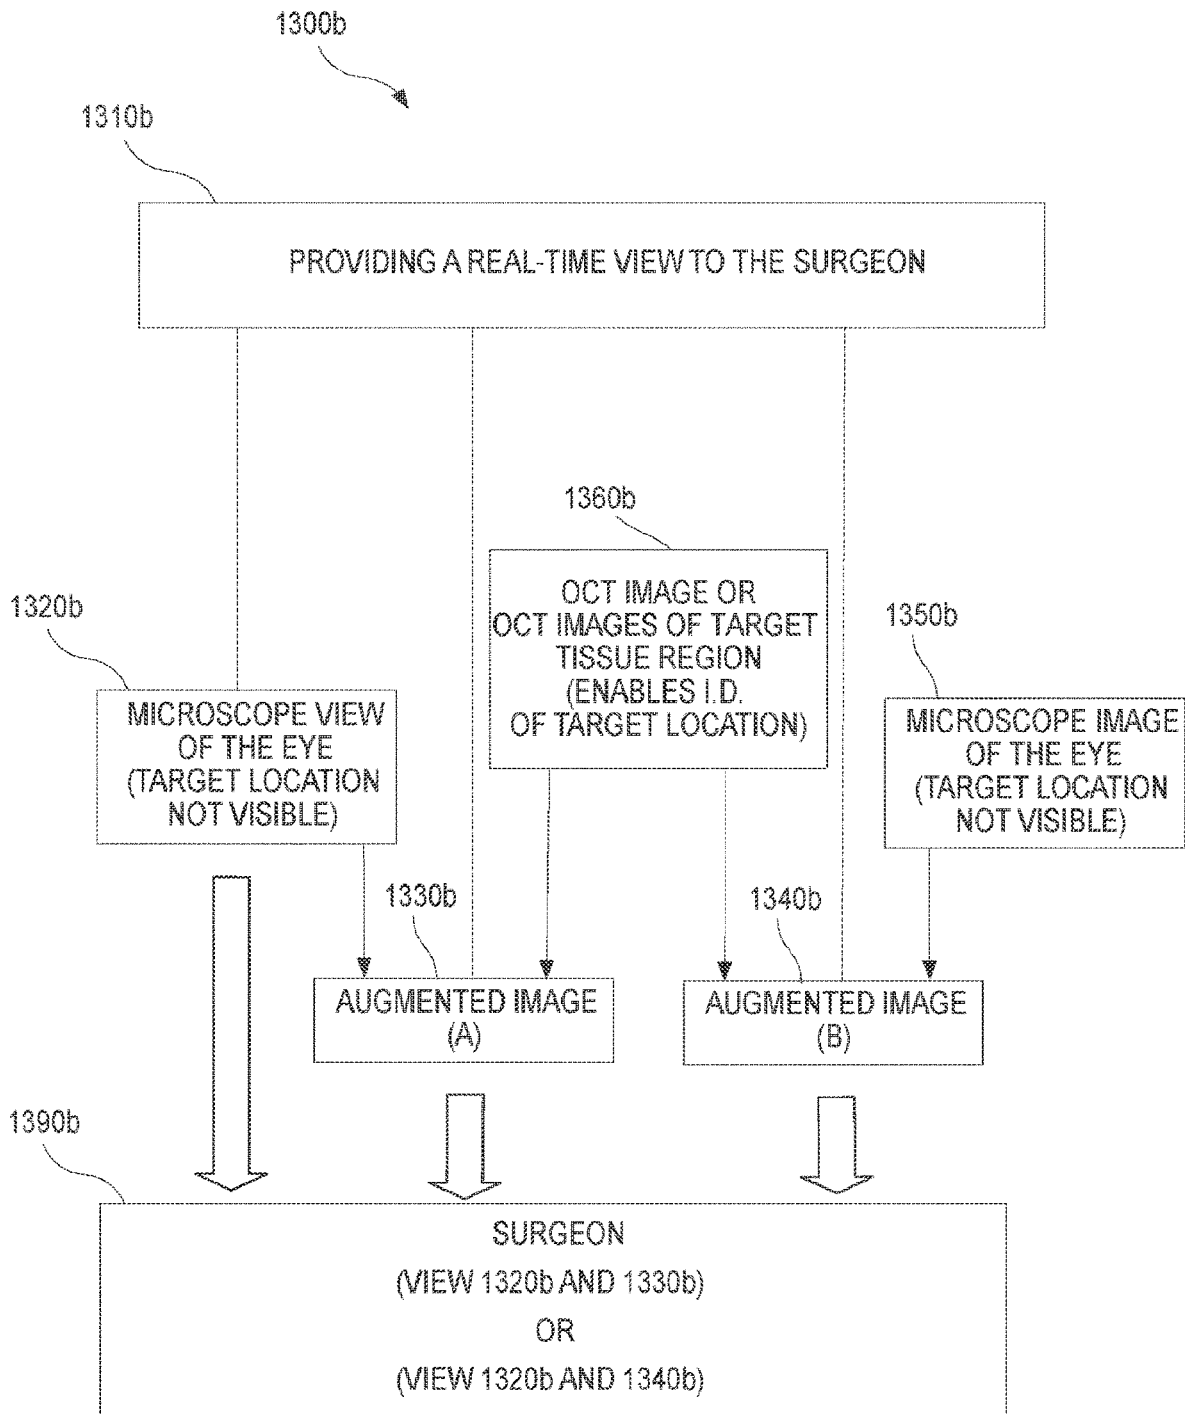 1300b
1310b
PROVIDING A REAL-TIME VIEW TO THE SURGEON
1360b
OCT IMAGE OR
OCT IMAGES OF TARGET
TISSUE REGION
(ENABLES I.D.
OF TARGET LOCATION)
1320b
MICROSCOPE VIEW
OF THE EYE
(TARGET LOCATION
NOT VISIBLE)
1350b
MICROSCOPE IMAGE
OF THE EYE
(TARGET LOCATION
NOT VISIBLE)
1330b
AUGMENTED IMAGE
(A)
1340b
AUGMENTED IMAGE
(B)
1390b
SURGEON
(VIEW 1320b AND 1330b)
OR
(VIEW 1320b AND 1340b)